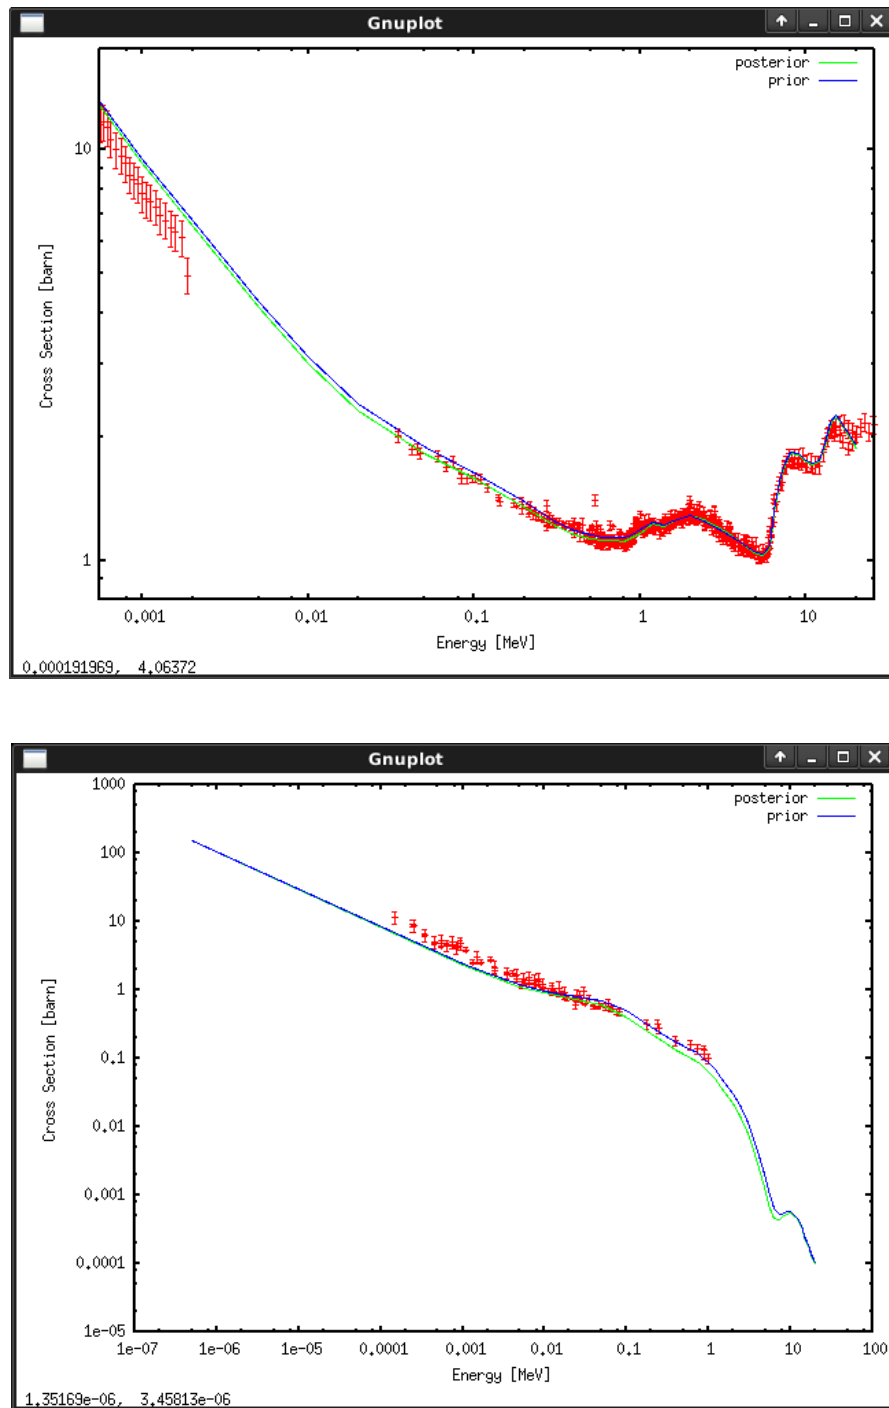 Gnuplot
posterior
prior
10
1
Cross Section [barn]
0.001 0.01 0.1 1 10
Energy [MeV]
0.000191969, 4.06372
Gnuplot
posterior
prior
1000
100
10
1
0.1
0.01
0.001
0.0001
1e-05
Cross Section [barn]
1e-07 1e-06 1e-05 0.0001 0.001 0.01 0.1 1 10 100
Energy [MeV]
1.35169e-06, 3.45813e-06